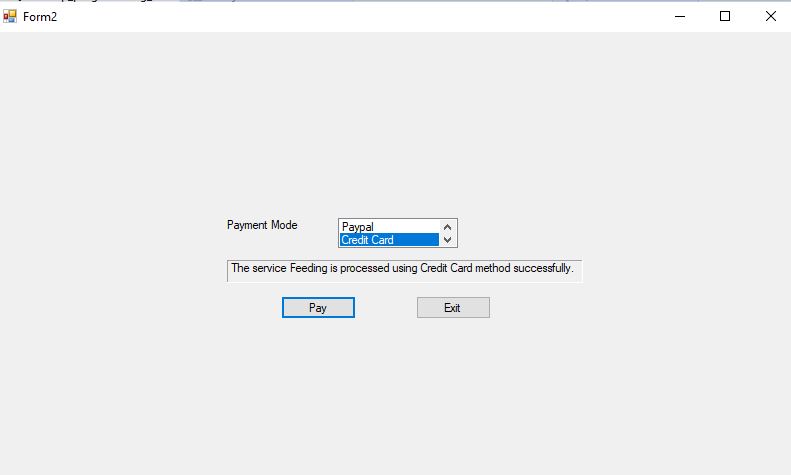 Form2
Payment Mode
Paypal
Credit Card
The service Feeding is processed using Credit Card method successfully.
Pay Exit